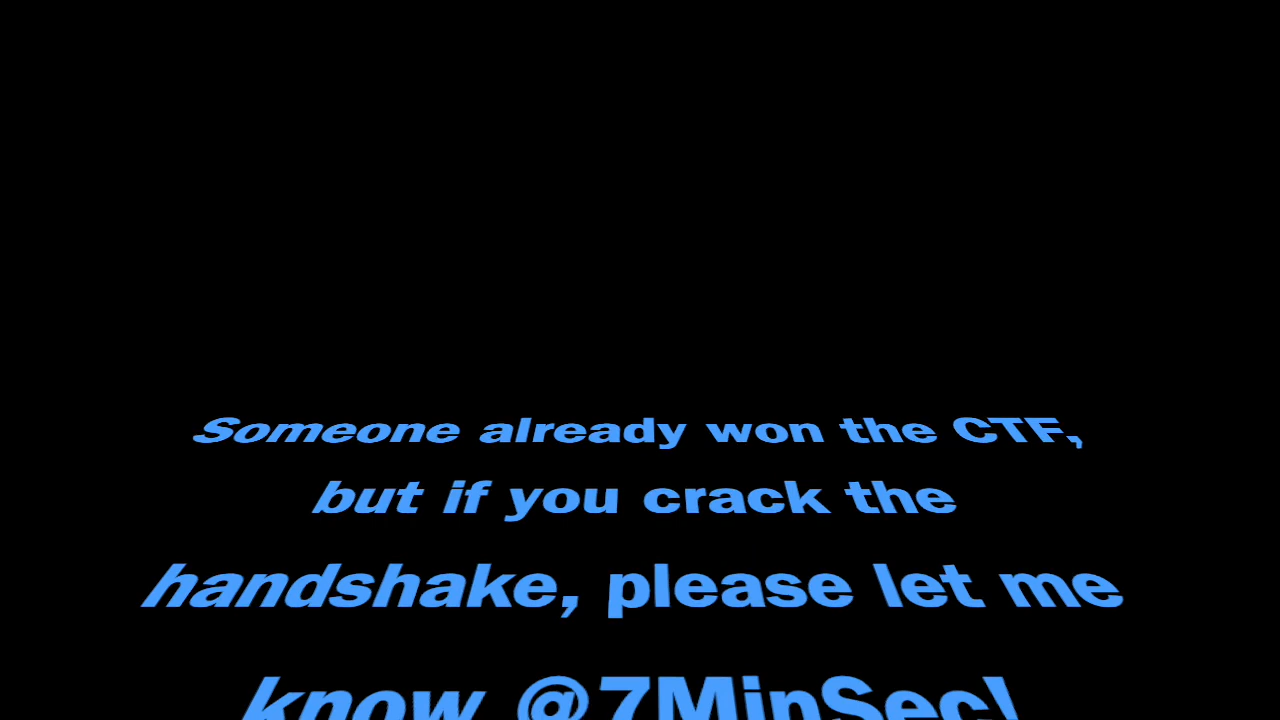 Someone already won the CTF,
but if you crack the
handshake, please let me
know @7MinSec!